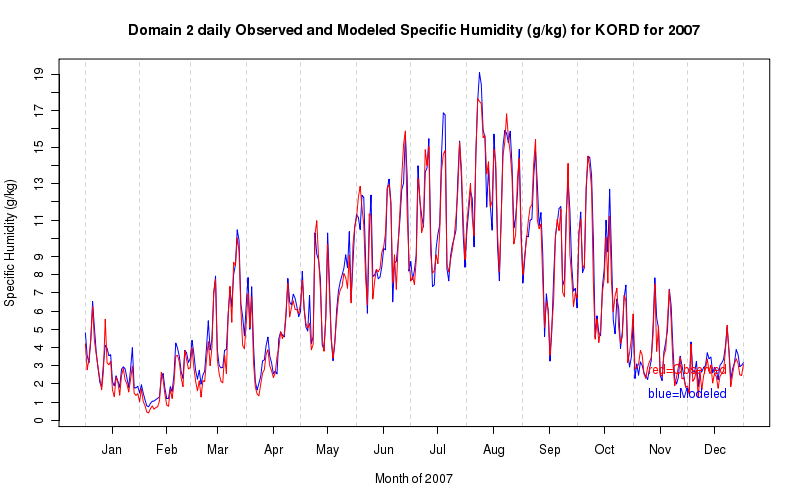 Domain 2 daily Observed and Modeled Specific Humidity (g/kg) for KORD for 2007
Specific Humidity (g/kg)
19
17
15
13
11
9
8
7
6
5
4
3
2
1
0
red=Observed
blue=Modeled
Jan Feb Mar Apr May Jun Jul Aug Sep Oct Nov Dec
Month of 2007